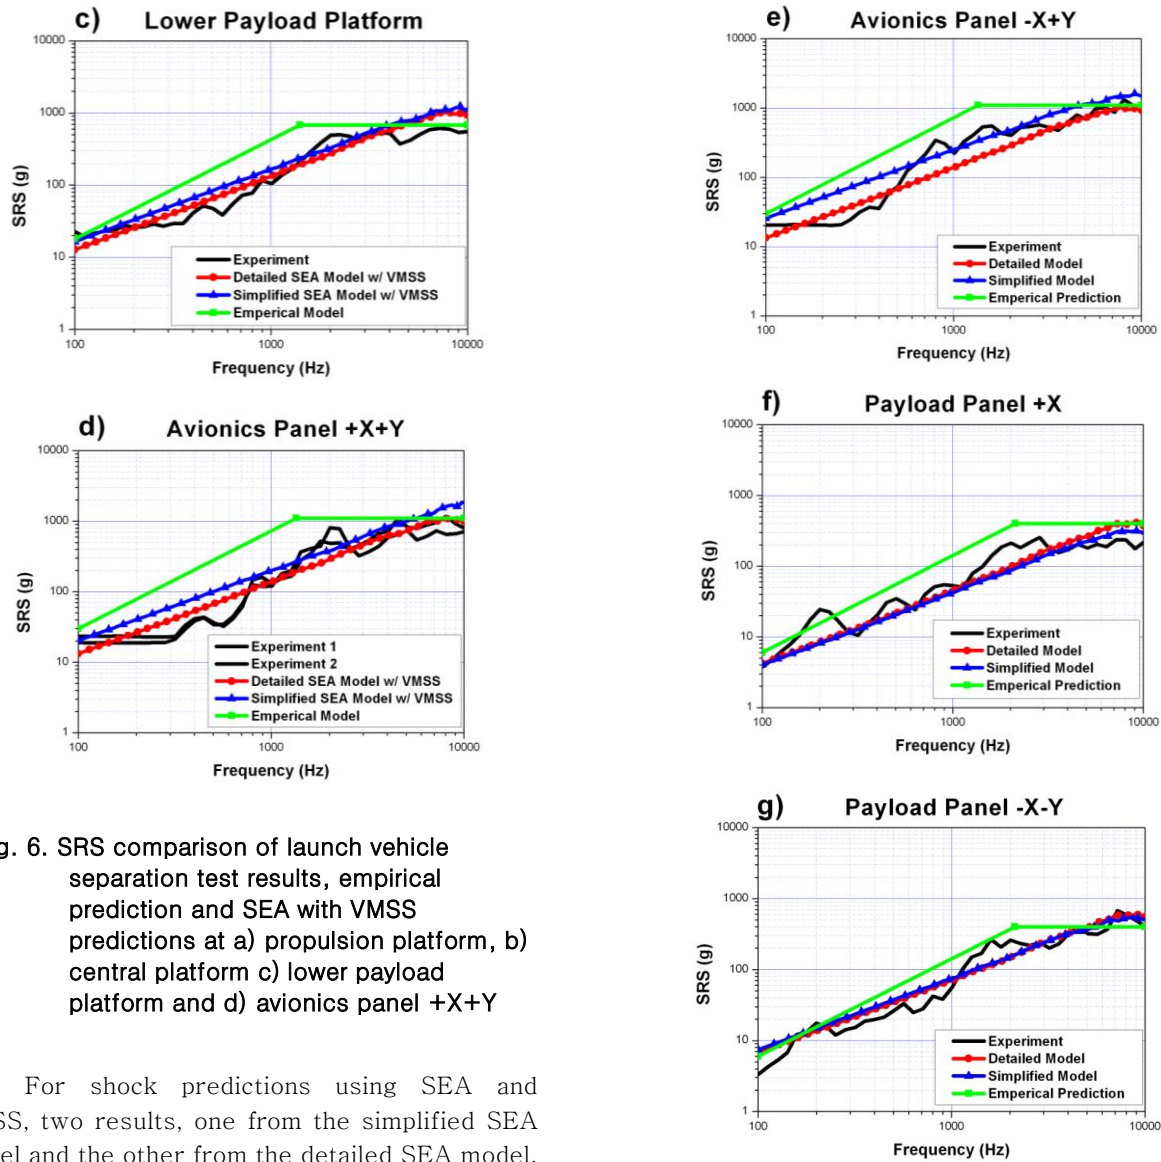 c) Lower Payload Platform
10000
1000
100
10
1
SRS (g)
Experiment
Detailed SEA Model w/ VMSS
Simplified SEA Model w/ VMSS
Emperical Model
100 1000 10000
Frequency (Hz)
d) Avionics Panel +X+Y
10000
1000
100
10
1
SRS (g)
Experiment 1
Experiment 2
Detailed SEA Model w/ VMSS
Simplified SEA Model w/ VMSS
Emperical Model
100 1000 10000
Frequency (Hz)
g. 6. SRS comparison of launch vehicle
separation test results, empirical
prediction and SEA with VMSS
predictions at a) propulsion platform, b)
central platform c) lower payload
platform and d) avionics panel +X+Y
For shock predictions using SEA and
SS, two results, one from the simplified SEA
el and the other from the detailed SEA model,
e) Avionics Panel -X+Y
10000
1000
100
10
1
SRS (g)
Experiment
Detailed Model
Simplified Model
Emperical Prediction
100 1000 10000
Frequency (Hz)
f) Payload Panel +X
10000
1000
100
10
1
SRS (g)
Experiment
Detailed Model
Simplified Model
Emperical Prediction
100 1000 10000
Frequency (Hz)
g) Payload Panel -X-Y
10000
1000
100
10
1
SRS (g)
Experiment
Detailed Model
Simplified Model
Emperical Prediction
100 1000 10000
Frequency (Hz)